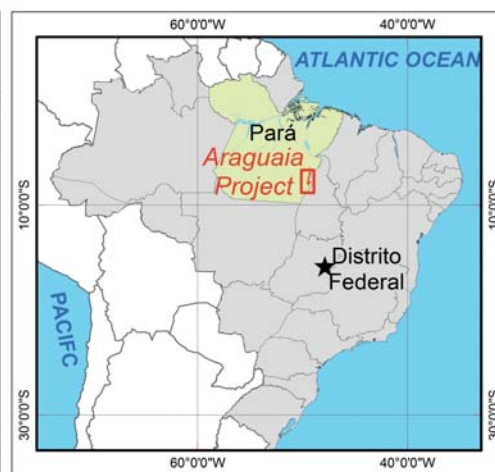 60°0'0"W 40°0'0"W
ATLANTIC OCEAN
Pará
Araguaia
Project
10°0'0"S 10°0'0"S
Distrito
Federal
PACIFC
30°0'0"S 30°0'0"S
60°0'0"W 40°0'0"W